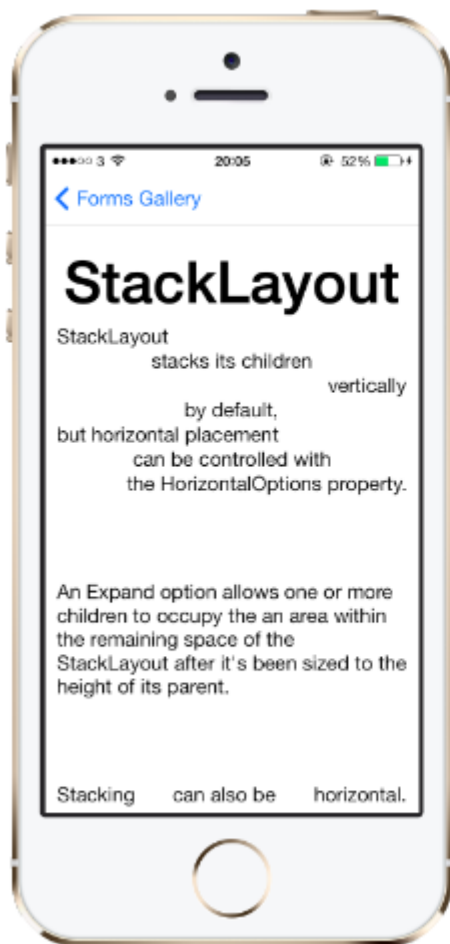 3 20:05 52%
Forms Gallery
StackLayout
StackLayout
stacks its children
vertically
by default,
but horizontal placement
can be controlled with
the HorizontalOptions property.
An Expand option allows one or more
children to occupy the an area within
the remaining space of the
StackLayout after it's been sized to the
height of its parent.
Stacking can also be horizontal.